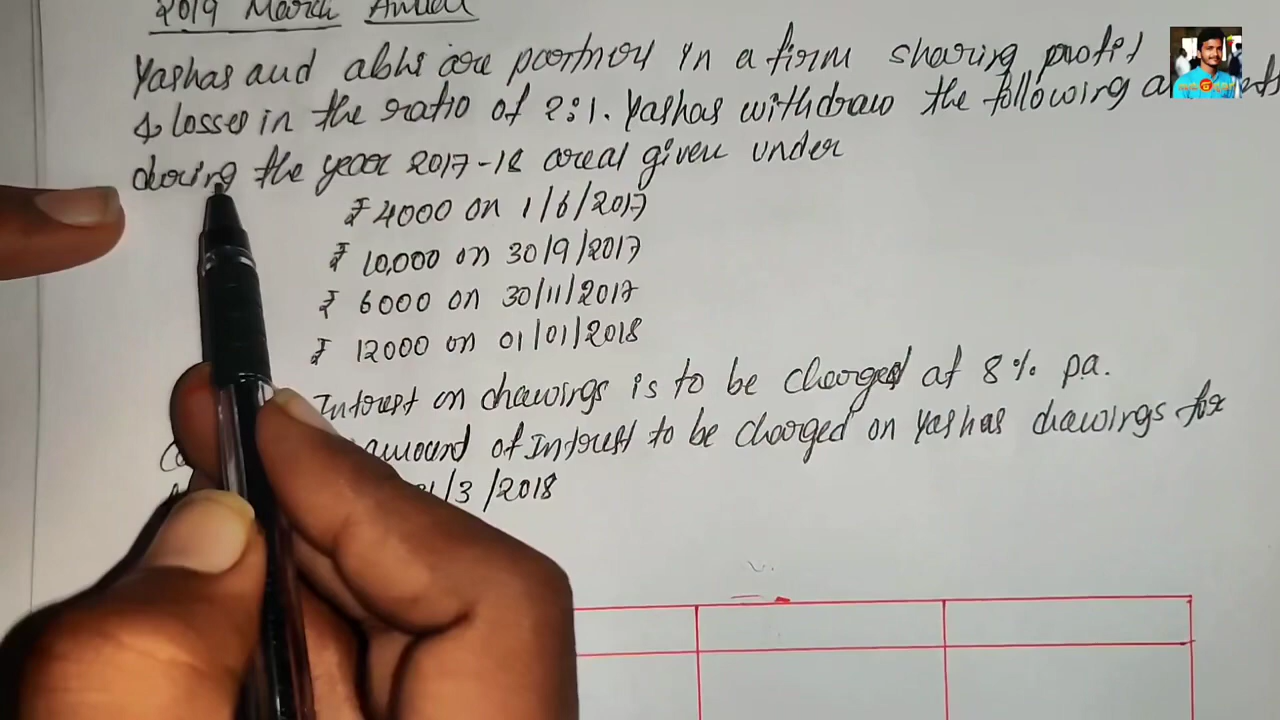 2019 March Annual
Yashas and abhi are partners in a firm sharing profit
& losses in the ratio of 2:1. Yashas withdraw the following
during the year 2017-18 areal given under
₹ 4000 on 1/6/2017
₹ 10,000 on 30/9/2017
₹ 6000 on 30/11/2017
₹ 12000 on 01/01/2018
Interest on drawings is to be charged at 8% pa.
amount of Interest to be charged on Yashas drawings for
/3/2018